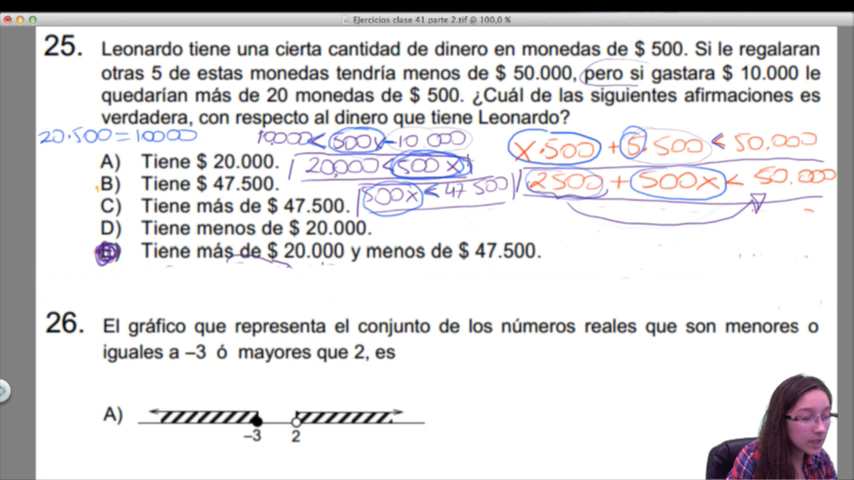 Ejercicios clase 41 parte 2.tif @ 100,0 %
25. Leonardo tiene una cierta cantidad de dinero en monedas de $ 500. Si le regalaran
otras 5 de estas monedas tendría menos de $ 50.000, pero si gastara $ 10.000 le
quedarían más de 20 monedas de $ 500. ¿Cuál de las siguientes afirmaciones es
verdadera, con respecto al dinero que tiene Leonardo?
20·500=10000
10.000<500x-10.000
x·500 + 5·500 < 50.000
A) Tiene $ 20.000.
20,000<500x
2500 + 500x < 50.000
B) Tiene $ 47.500.
500x < 47500
C) Tiene más de $ 47.500.
D) Tiene menos de $ 20.000.
E) Tiene más de $ 20.000 y menos de $ 47.500.
26. El gráfico que representa el conjunto de los números reales que son menores o
iguales a –3 ó mayores que 2, es
A)
–3 2